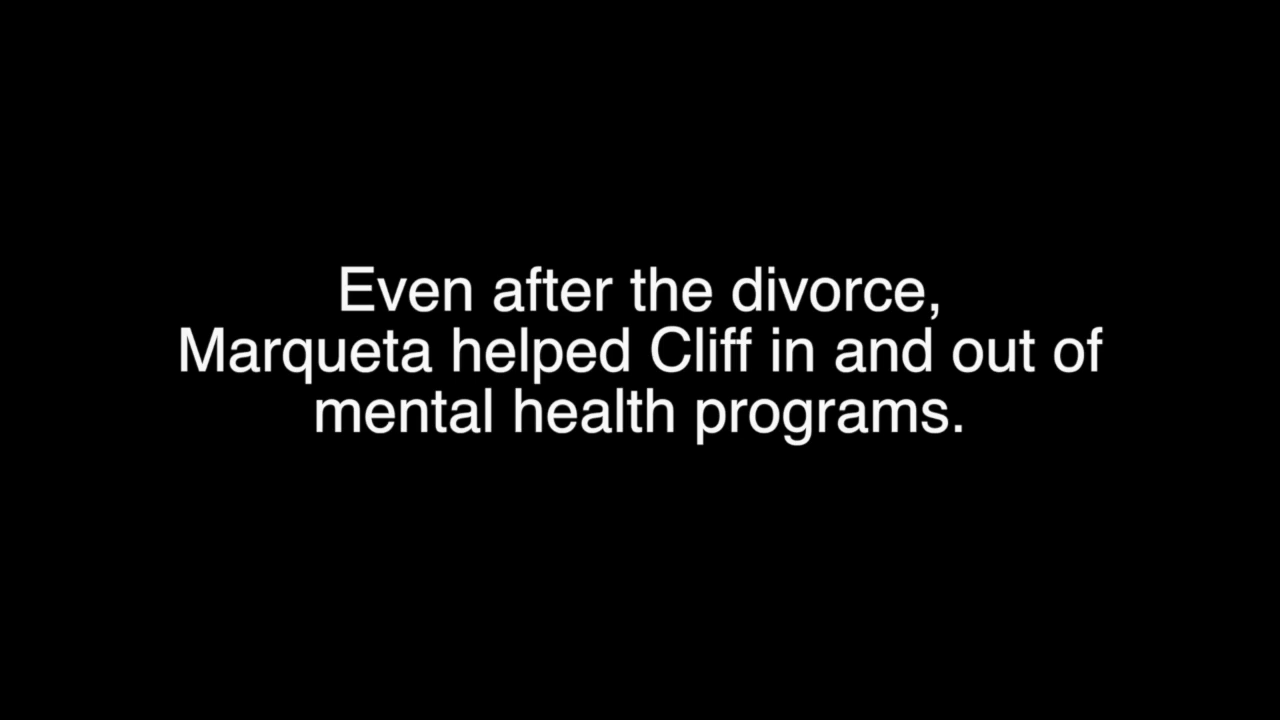 Even after the divorce,
Marqueta helped Cliff in and out of
mental health programs.